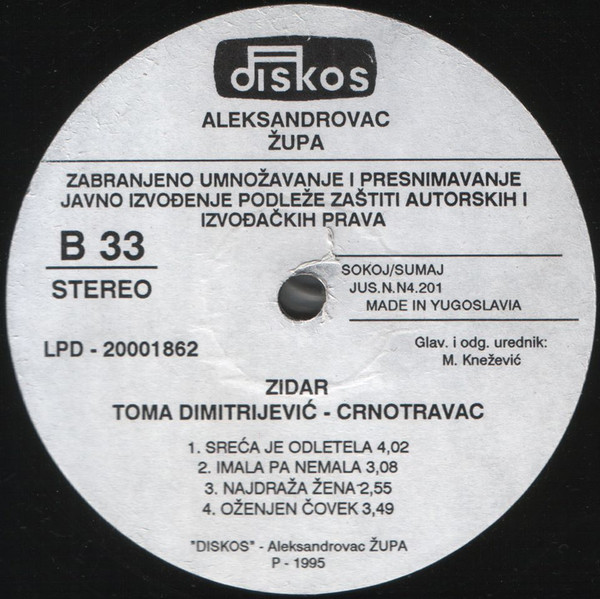 diskos
ALEKSANDROVAC
ŽUPA
ZABRANJENO UMNOŽAVANJE I PRESNIMAVANJE
JAVNO IZVOĐENJE PODLEŽE ZAŠTITI AUTORSKIH I
IZVOĐAČKIH PRAVA
B 33
STEREO
SOKOJ/SUMAJ
JUS.N.N4.201
MADE IN YUGOSLAVIA
LPD - 20001862
Glav. i odg. urednik:
M. Knežević
ZIDAR
TOMA DIMITRIJEVIĆ - CRNOTRAVAC
1. SREĆA JE ODLETELA 4,02
2. IMALA PA NEMALA 3,08
3. NAJDRAŽA ŽENA 2,55
4. OŽENJEN ČOVEK 3,49
"DISKOS" - Aleksandrovac ŽUPA
P - 1995